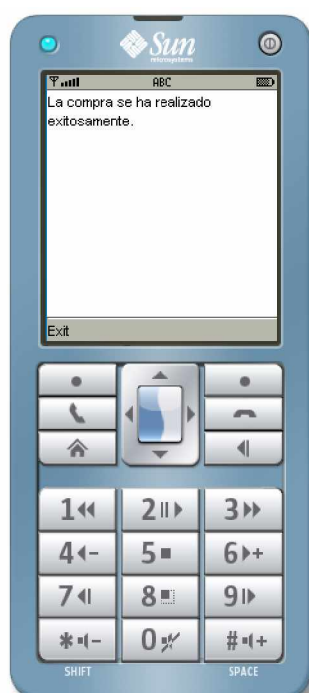 Sun
microsystems
ABC
La compra se ha realizado
exitosamente.
Exit
1 2 3
4 - 5 6 +
7 8 9
* - 0 # +
SHIFT SPACE